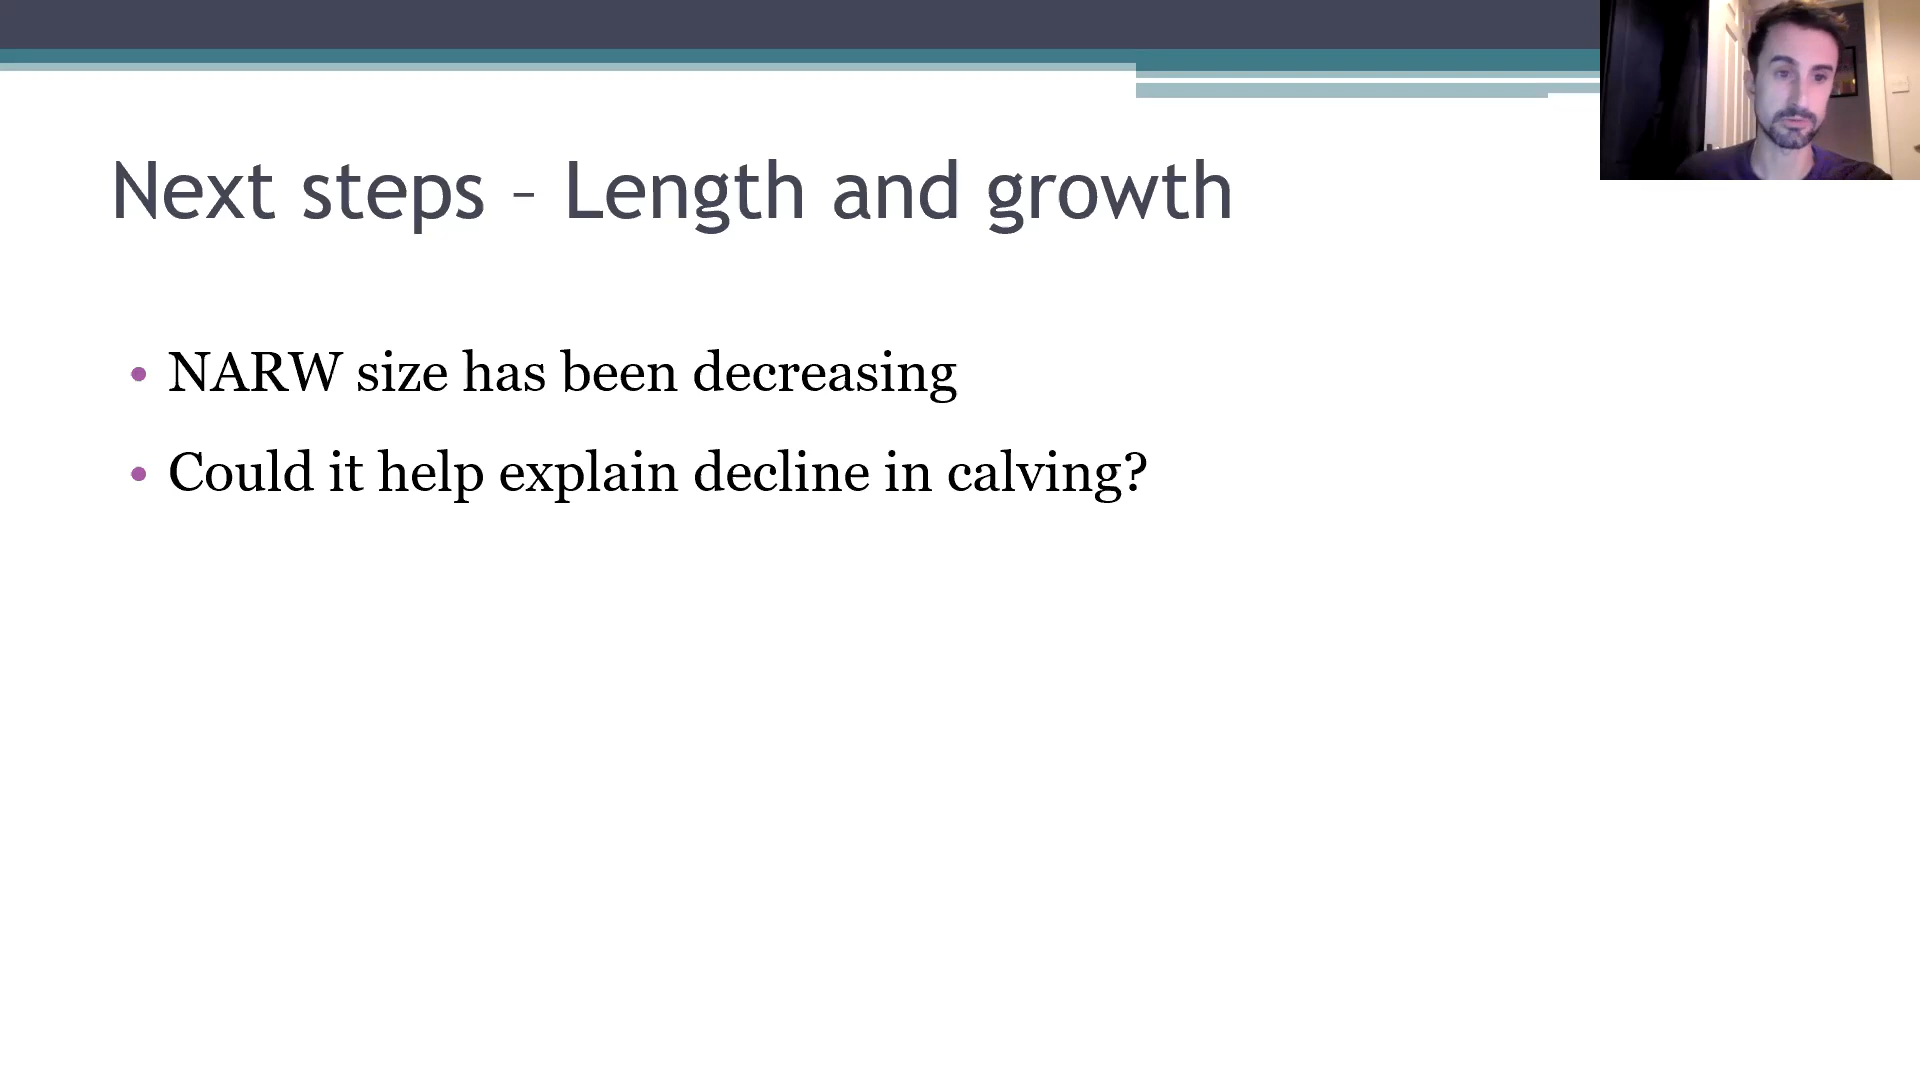 Next steps – Length and growth
• NARW size has been decreasing
• Could it help explain decline in calving?